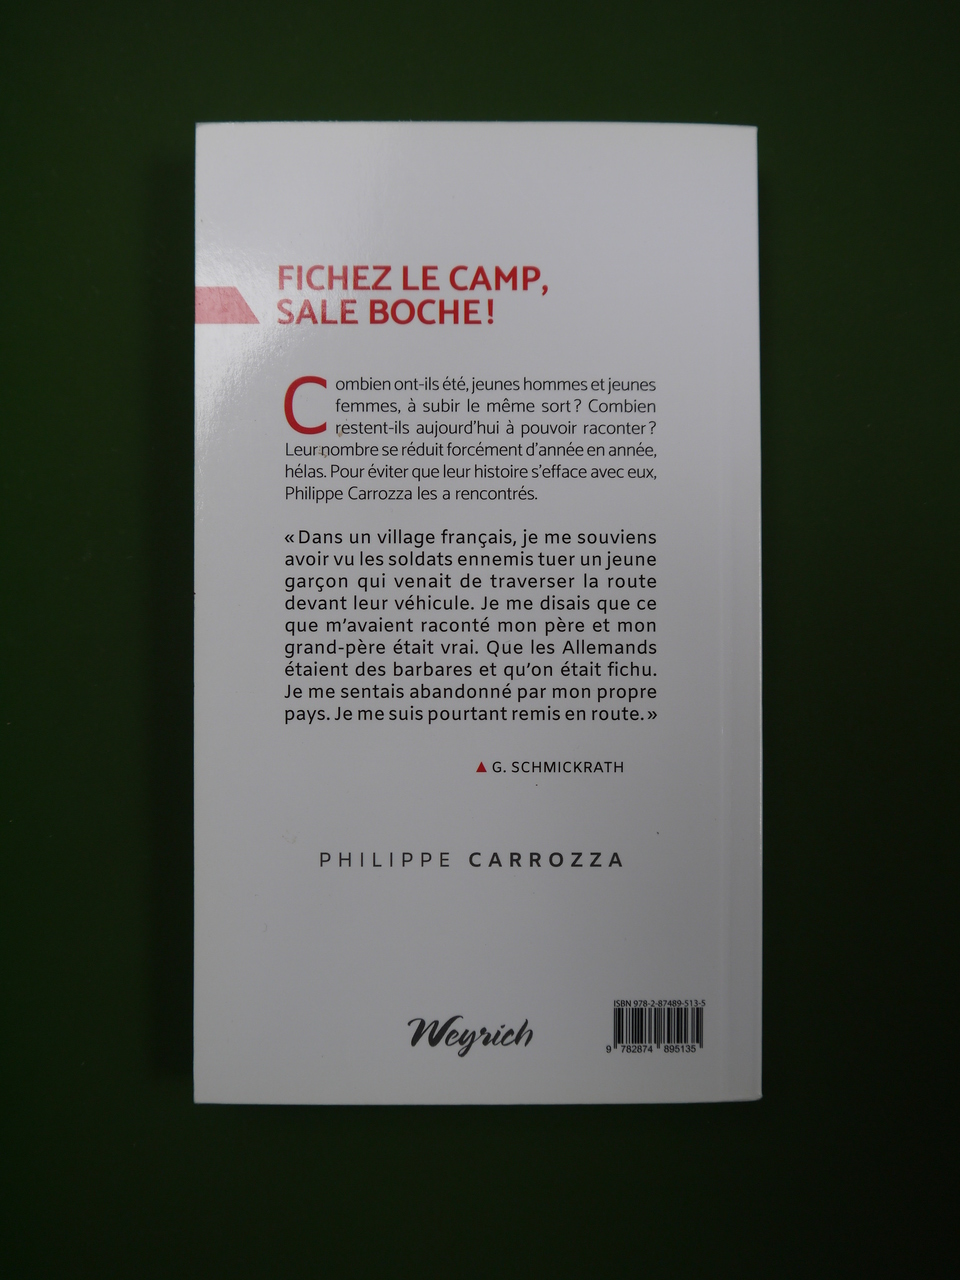 FICHEZ LE CAMP,
SALE BOCHE !
Combien ont-ils été, jeunes hommes et jeunes
femmes, à subir le même sort ? Combien
restent-ils aujourd'hui à pouvoir raconter ?
Leur nombre se réduit forcément d'année en année,
hélas. Pour éviter que leur histoire s'efface avec eux,
Philippe Carrozza les a rencontrés.
« Dans un village français, je me souviens
avoir vu les soldats ennemis tuer un jeune
garçon qui venait de traverser la route
devant leur véhicule. Je me disais que ce
que m'avaient raconté mon père et mon
grand-père était vrai. Que les Allemands
étaient des barbares et qu'on était fichu.
Je me sentais abandonné par mon propre
pays. Je me suis pourtant remis en route. »
▲ G. SCHMICKRATH
PHILIPPE CARROZZA
Weyrich
ISBN 978-2-87489-513-5
9 782874 895135